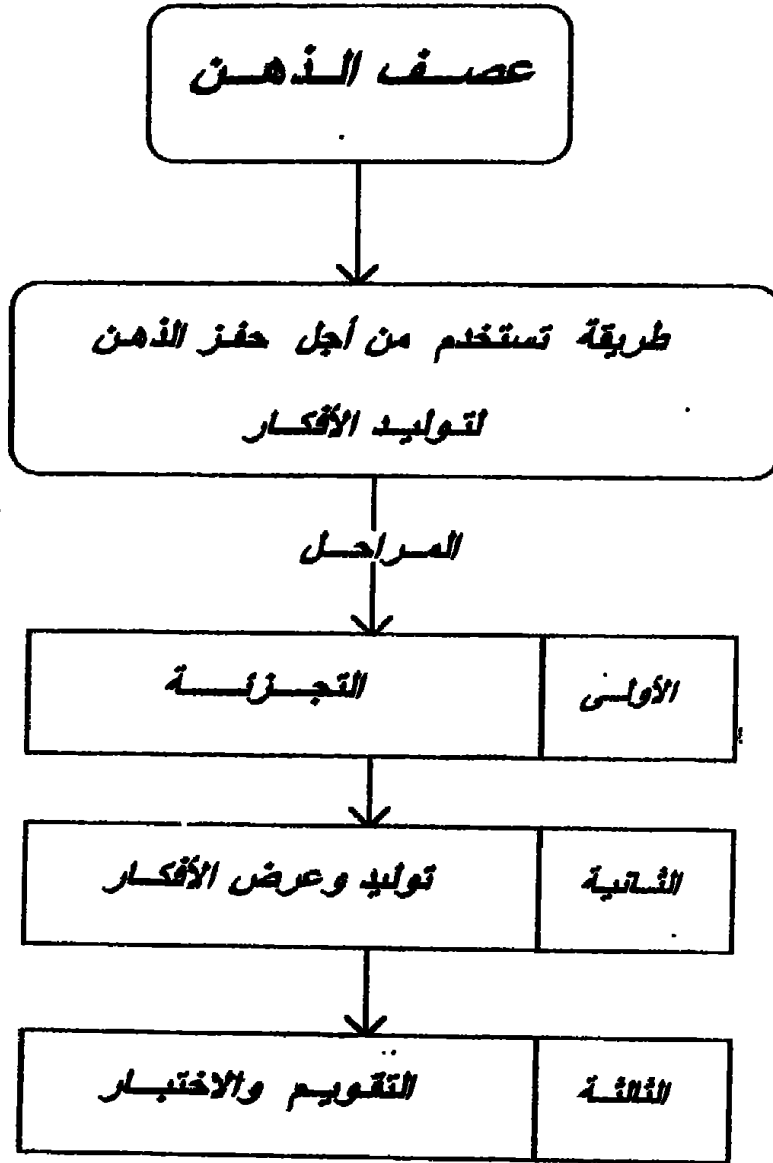 عصف الذهن
طريقة تستخدم من أجل حفز الذهن
لتوليد الأفكار
المراحل
الأولى التجزئة
الثانية توليد وعرض الأفكار
الثالثة التقويم والاختبار